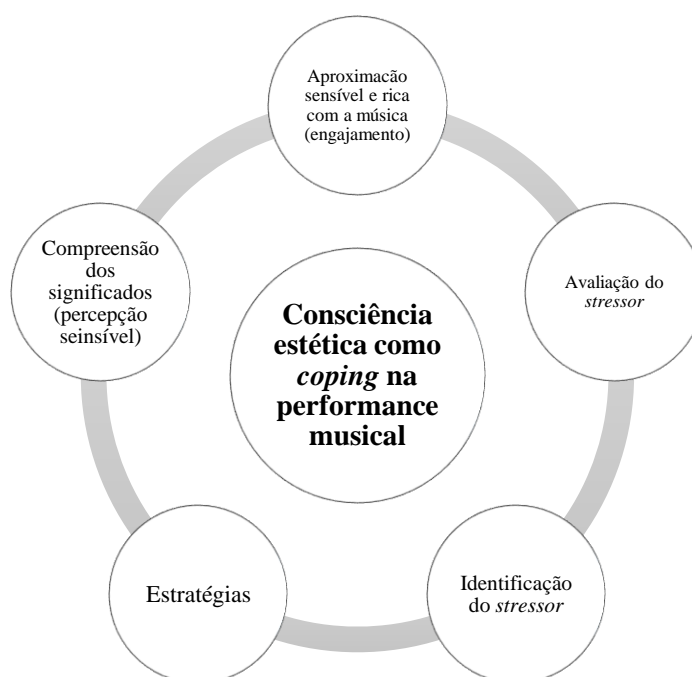 Aproximacão
sensível e rica
com a música
(engajamento)
Avaliação do
stressor
Identificação
do stressor
Estratégias
Compreensão
dos
significados
(percepção
seinsível)
Consciência
estética como
coping na
performance
musical